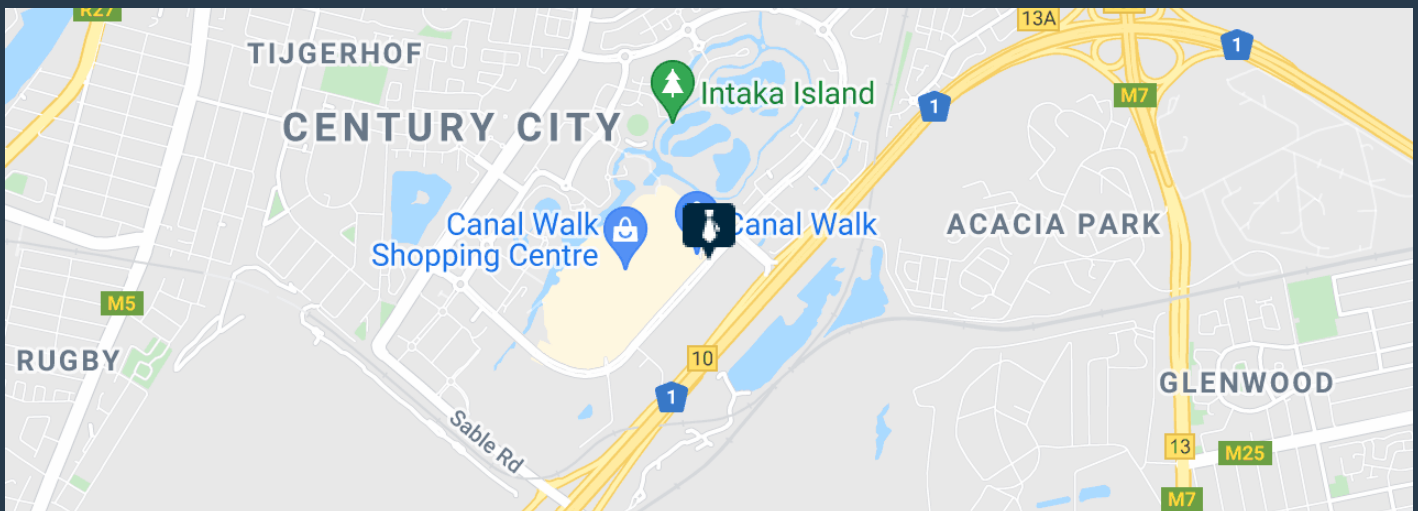 R27
13A
TIJGERHOF
1
Intaka Island
M7
1
CENTURY CITY
Canal Walk
Shopping Centre
Canal Walk
ACACIA PARK
M5
RUGBY
10
GLENWOOD
1
Sable Rd
13
M25
M7